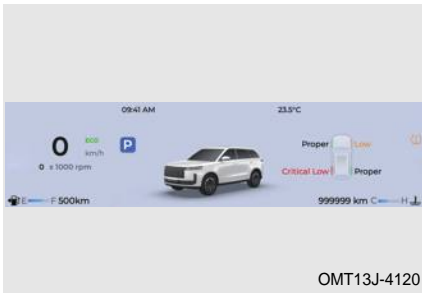 09:41 AM
23.5°C
0
eco
km/h
P
0 x 1000 rpm
Proper
Low
Critical Low
Proper
E F 500km
999999 km C H
OMT13J-4120